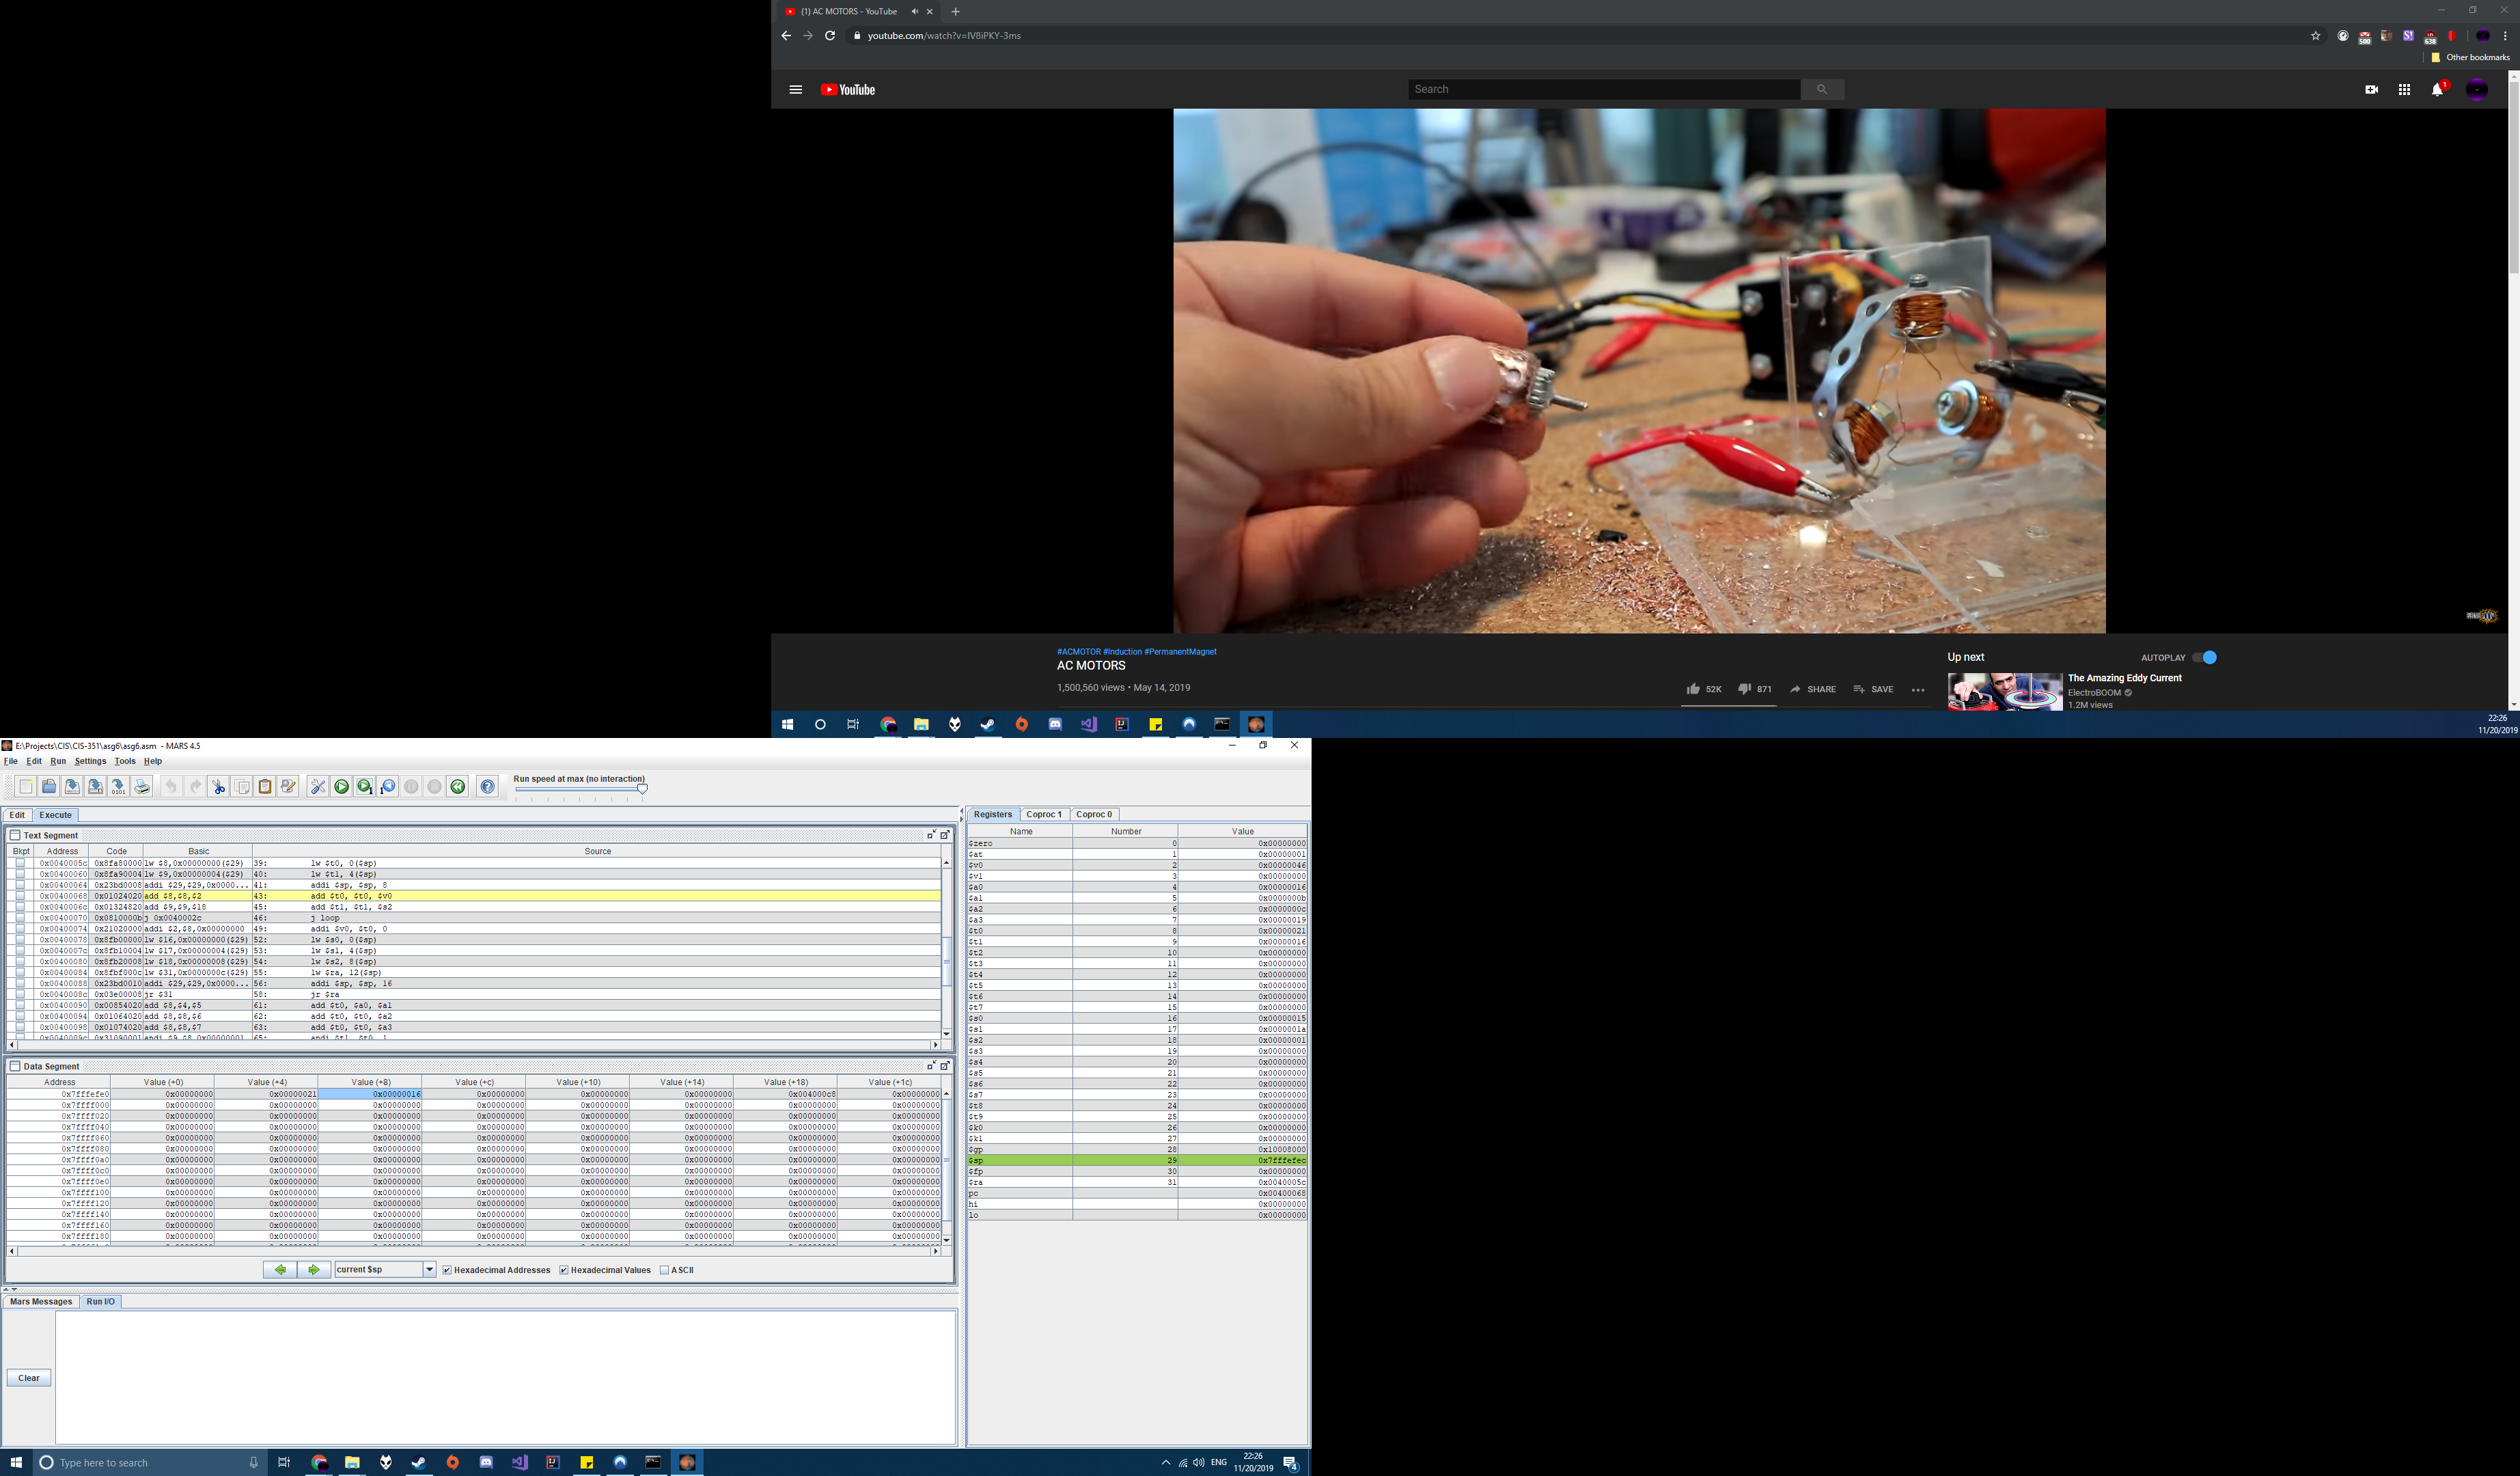 (1) AC MOTORS - YouTube
youtube.com/watch?v=IV8iPKY-3ms
500
638
Other bookmarks
YouTube
Search
1
#ACMOTOR #Induction #PermanentMagnet
AC MOTORS
1,500,560 views • May 14, 2019
52K 871 SHARE SAVE
Up next
AUTOPLAY
The Amazing Eddy Current
ElectroBOOM
1.2M views
22:26
11/20/2019
E:\Projects\CIS\CIS-351\asg6\asg6.asm - MARS 4.5
File Edit Run Settings Tools Help
Run speed at max (no interaction)
Edit Execute
Text Segment
Bkpt Address Code Basic Source
0x0040005c 0x8fa80000 lw $8,0x00000000($29) 39: lw $t0, 0($sp)
0x00400060 0x8fa90004 lw $9,0x00000004($29) 40: lw $t1, 4($sp)
0x00400064 0x23bd0008 addi $29,$29,0x0000... 41: addi $sp, $sp, 8
0x00400068 0x01024020 add $8,$8,$2 43: add $t0, $t0, $v0
0x0040006c 0x01324820 add $9,$9,$18 45: add $t1, $t1, $s2
0x00400070 0x0810000b j 0x0040002c 46: j loop
0x00400074 0x21020000 addi $2,$8,0x00000000 49: addi $v0, $t0, 0
0x00400078 0x8fb00000 lw $16,0x00000000($29) 52: lw $s0, 0($sp)
0x0040007c 0x8fb10004 lw $17,0x00000004($29) 53: lw $s1, 4($sp)
0x00400080 0x8fb20008 lw $18,0x00000008($29) 54: lw $s2, 8($sp)
0x00400084 0x8fbf000c lw $31,0x0000000c($29) 55: lw $ra, 12($sp)
0x00400088 0x23bd0010 addi $29,$29,0x0000... 56: addi $sp, $sp, 16
0x0040008c 0x03e00008 jr $31 58: jr $ra
0x00400090 0x00854020 add $8,$4,$5 61: add $t0, $a0, $a1
0x00400094 0x01064020 add $8,$8,$6 62: add $t0, $t0, $a2
0x00400098 0x01074020 add $8,$8,$7 63: add $t0, $t0, $a3
0x0040009c 0x31090001 andi $9,$8,0x00000001 65: andi $t1, $t0, 1
Data Segment
Address Value (+0) Value (+4) Value (+8) Value (+c) Value (+10) Value (+14) Value (+18) Value (+1c)
0x7fffefe0 0x00000000 0x00000021 0x00000016 0x00000000 0x00000000 0x00000000 0x004000c8 0x00000000
0x7ffff000 0x00000000 0x00000000 0x00000000 0x00000000 0x00000000 0x00000000 0x00000000 0x00000000
0x7ffff020 0x00000000 0x00000000 0x00000000 0x00000000 0x00000000 0x00000000 0x00000000 0x00000000
0x7ffff040 0x00000000 0x00000000 0x00000000 0x00000000 0x00000000 0x00000000 0x00000000 0x00000000
0x7ffff060 0x00000000 0x00000000 0x00000000 0x00000000 0x00000000 0x00000000 0x00000000 0x00000000
0x7ffff080 0x00000000 0x00000000 0x00000000 0x00000000 0x00000000 0x00000000 0x00000000 0x00000000
0x7ffff0a0 0x00000000 0x00000000 0x00000000 0x00000000 0x00000000 0x00000000 0x00000000 0x00000000
0x7ffff0c0 0x00000000 0x00000000 0x00000000 0x00000000 0x00000000 0x00000000 0x00000000 0x00000000
0x7ffff0e0 0x00000000 0x00000000 0x00000000 0x00000000 0x00000000 0x00000000 0x00000000 0x00000000
0x7ffff100 0x00000000 0x00000000 0x00000000 0x00000000 0x00000000 0x00000000 0x00000000 0x00000000
0x7ffff120 0x00000000 0x00000000 0x00000000 0x00000000 0x00000000 0x00000000 0x00000000 0x00000000
0x7ffff140 0x00000000 0x00000000 0x00000000 0x00000000 0x00000000 0x00000000 0x00000000 0x00000000
0x7ffff160 0x00000000 0x00000000 0x00000000 0x00000000 0x00000000 0x00000000 0x00000000 0x00000000
0x7ffff180 0x00000000 0x00000000 0x00000000 0x00000000 0x00000000 0x00000000 0x00000000 0x00000000
current $sp Hexadecimal Addresses Hexadecimal Values ASCII
Mars Messages Run I/O
Clear
Registers Coproc 1 Coproc 0
Name Number Value
$zero 0 0x00000000
$at 1 0x00000001
$v0 2 0x00000046
$v1 3 0x00000000
$a0 4 0x00000016
$a1 5 0x0000000b
$a2 6 0x0000000c
$a3 7 0x00000019
$t0 8 0x00000021
$t1 9 0x00000016
$t2 10 0x00000000
$t3 11 0x00000000
$t4 12 0x00000000
$t5 13 0x00000000
$t6 14 0x00000000
$t7 15 0x00000000
$s0 16 0x00000015
$s1 17 0x0000001a
$s2 18 0x00000001
$s3 19 0x00000000
$s4 20 0x00000000
$s5 21 0x00000000
$s6 22 0x00000000
$s7 23 0x00000000
$t8 24 0x00000000
$t9 25 0x00000000
$k0 26 0x00000000
$k1 27 0x00000000
$gp 28 0x10008000
$sp 29 0x7fffefec
$fp 30 0x00000000
$ra 31 0x0040005c
pc 0x00400068
hi 0x00000000
lo 0x00000000
Type here to search
ENG
22:26
11/20/2019
4